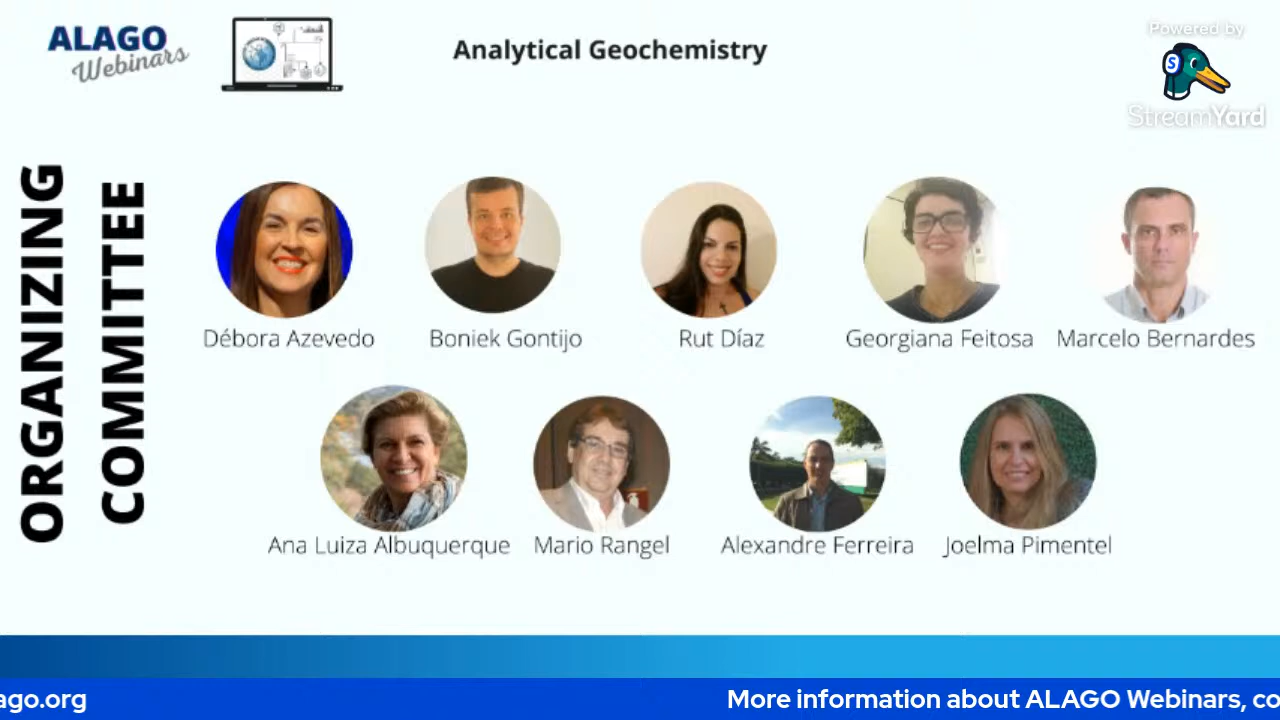 ALAGO
Webinars
Analytical Geochemistry
Powered by
StreamYard
ORGANIZING
COMMITTEE
Débora Azevedo
Boniek Gontijo
Rut Díaz
Georgiana Feitosa
Marcelo Bernardes
Ana Luiza Albuquerque
Mario Rangel
Alexandre Ferreira
Joelma Pimentel
ago.org
More information about ALAGO Webinars, co